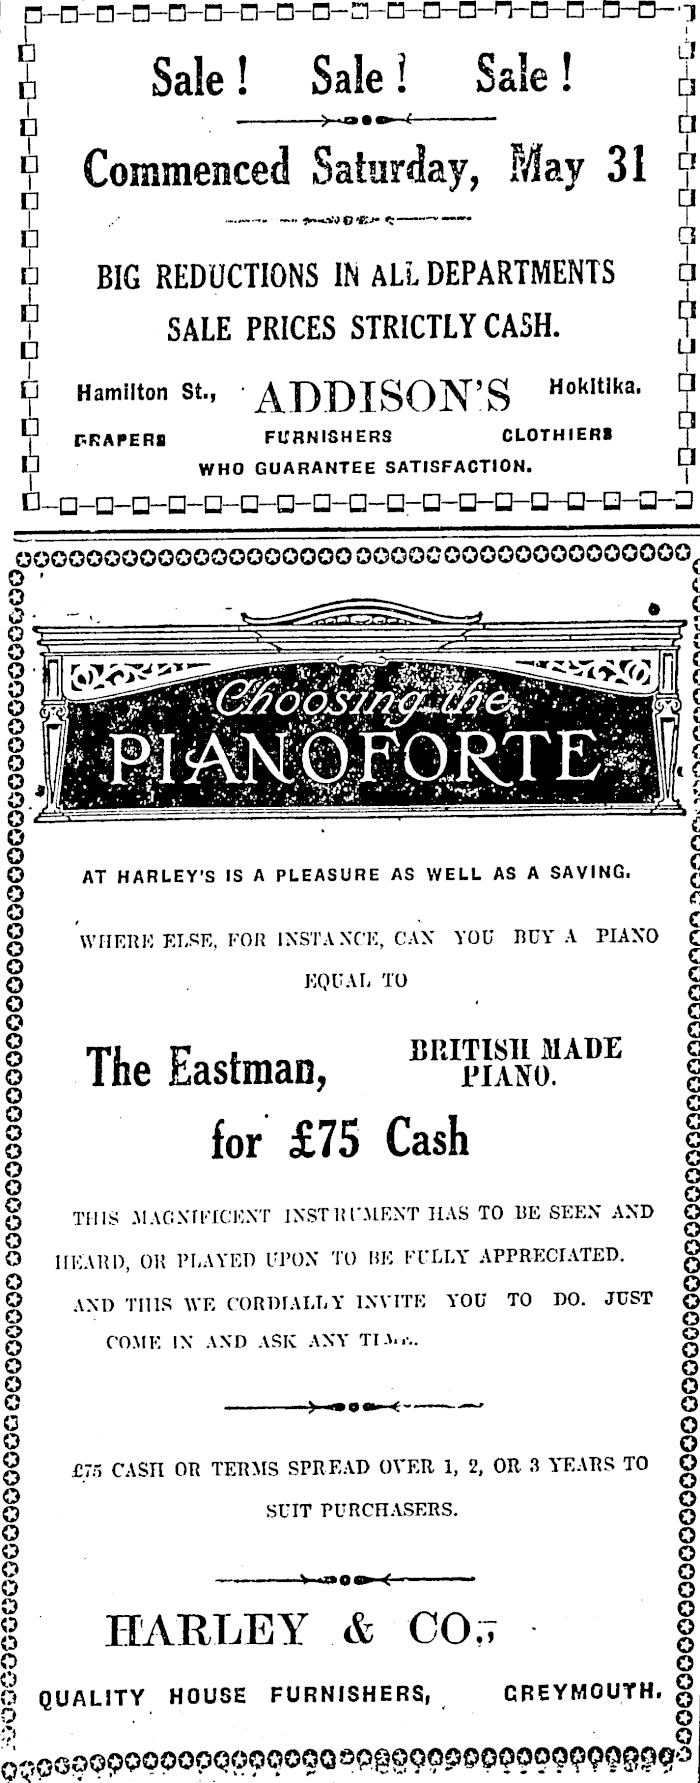 Sale! Sale! Sale!
Commenced Saturday, May 31
BIG REDUCTIONS IN ALL DEPARTMENTS
SALE PRICES STRICTLY CASH.
Hamilton St., ADDISON'S Hokitika.
DRAPERS FURNISHERS CLOTHIERS
WHO GUARANTEE SATISFACTION.
Choosing the
PIANOFORTE
AT HARLEY'S IS A PLEASURE AS WELL AS A SAVING.
WHERE ELSE, FOR INSTANCE, CAN YOU BUY A PIANO
EQUAL TO
The Eastman, BRITISH MADE
PIANO.
for £75 Cash
THIS MAGNIFICENT INSTRUMENT HAS TO BE SEEN AND
HEARD, OR PLAYED UPON TO BE FULLY APPRECIATED.
AND THIS WE CORDIALLY INVITE YOU TO DO. JUST
COME IN AND ASK ANY TIME.
£75 CASH OR TERMS SPREAD OVER 1, 2, OR 3 YEARS TO
SUIT PURCHASERS.
HARLEY & CO.,
QUALITY HOUSE FURNISHERS, GREYMOUTH.